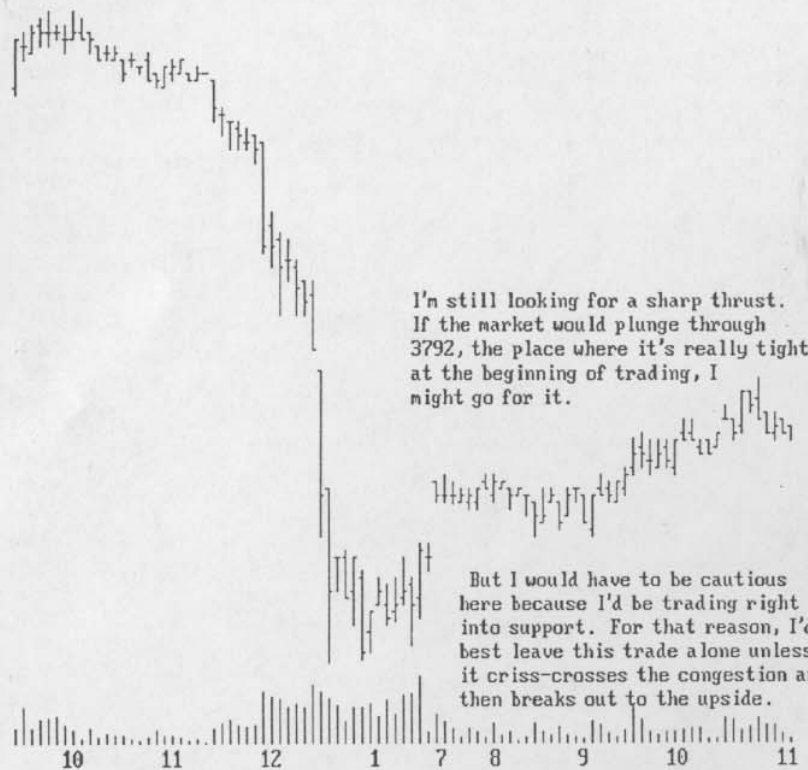 I'm still looking for a sharp thrust.
If the market would plunge through
3792, the place where it's really tight
at the beginning of trading, I
might go for it.
But I would have to be cautious
here because I'd be trading right
into support. For that reason,
best leave this trade alone unless
it criss-crosses the congestion
then breaks out to the upside.
10 11 12 1 7 8 9 10 11